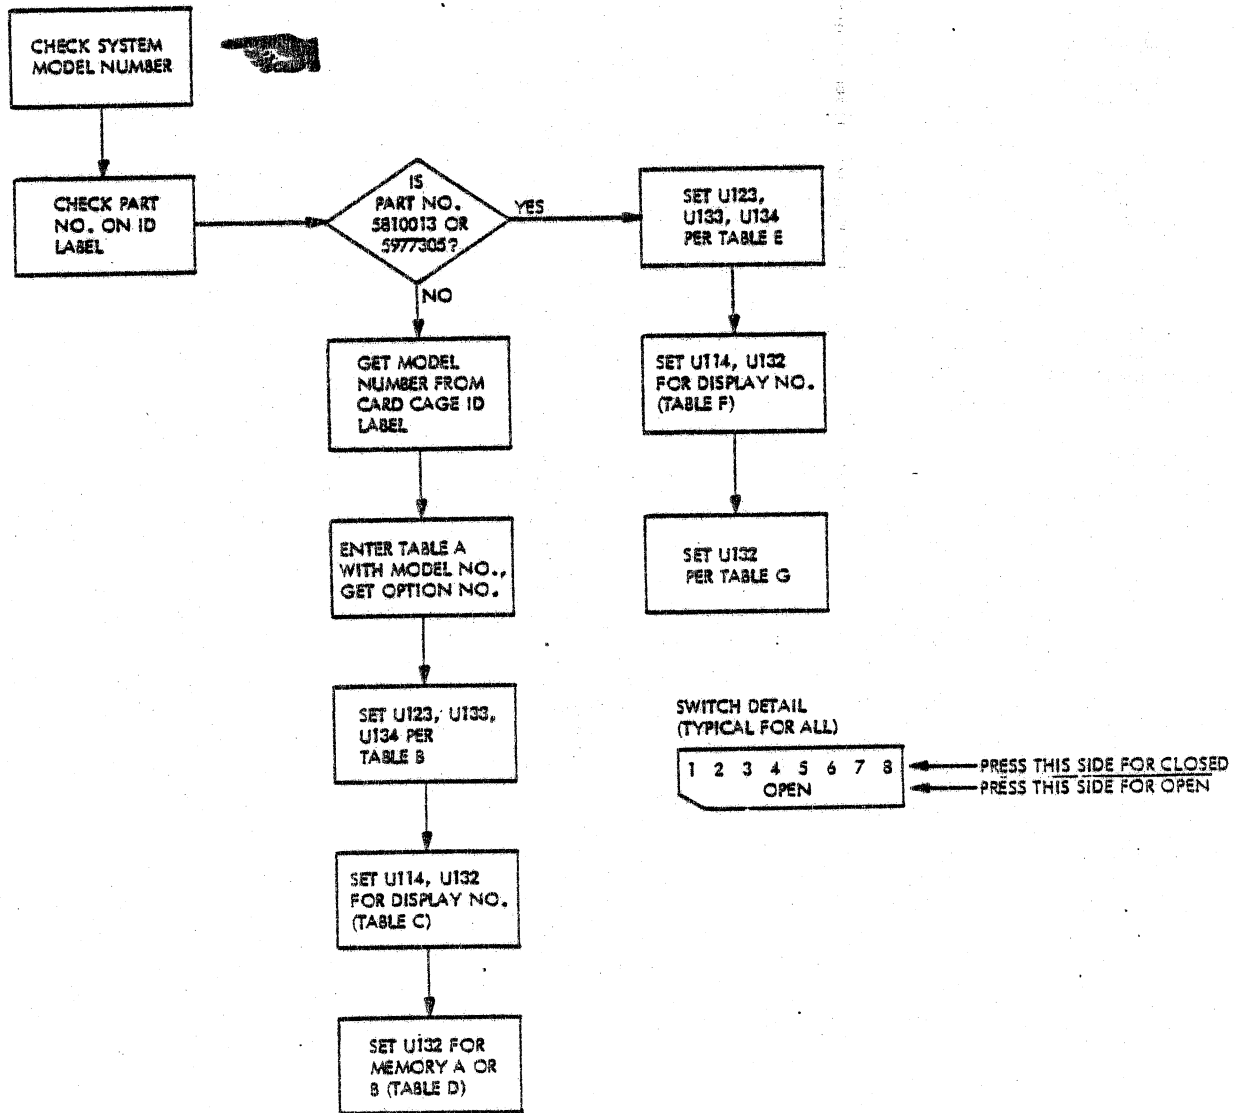 CHECK SYSTEM
MODEL NUMBER
CHECK PART
NO. ON ID
LABEL
IS
PART NO.
5810013 OR
5977305?
YES
NO
SET U123,
U133, U134
PER TABLE E
SET U114, U132
FOR DISPLAY NO.
(TABLE F)
SET U132
PER TABLE G
GET MODEL
NUMBER FROM
CARD CAGE ID
LABEL
ENTER TABLE A
WITH MODEL NO.,
GET OPTION NO.
SET U123, U133,
U134 PER
TABLE B
SET U114, U132
FOR DISPLAY NO.
(TABLE C)
SET U132 FOR
MEMORY A OR
B (TABLE D)
SWITCH DETAIL
(TYPICAL FOR ALL)
1 2 3 4 5 6 7 8
OPEN
PRESS THIS SIDE FOR CLOSED
PRESS THIS SIDE FOR OPEN